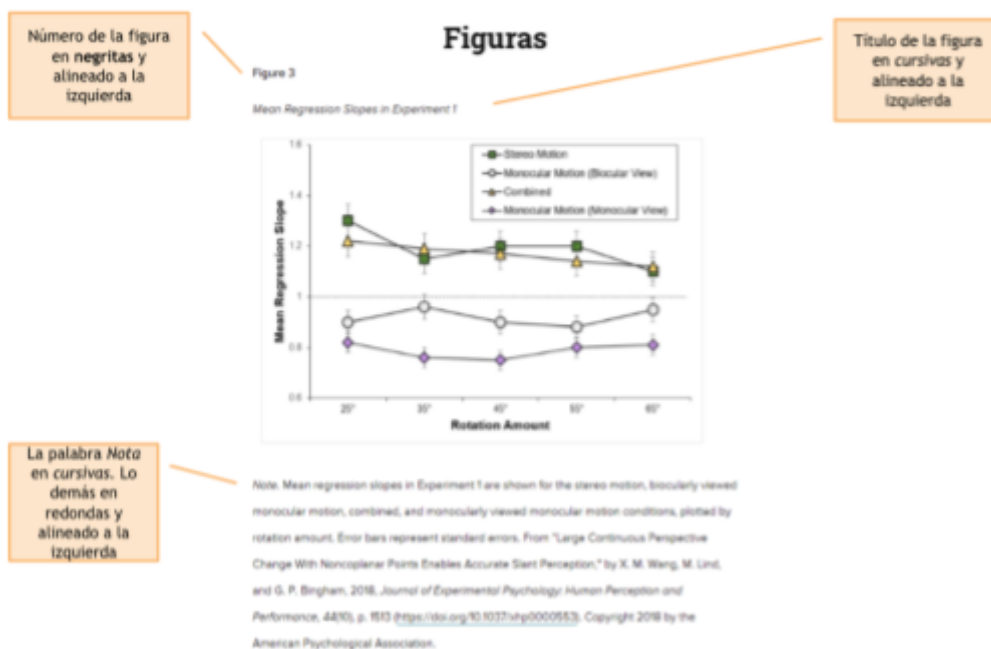 Figuras
Número de la figura
en negritas y
alineado a la
izquierda
Título de la figura
en cursivas y
alineado a la
izquierda
Figure 3
Mean Regression Slopes in Experiment 1
Mean Regression Slope
1.6
1.4
1.2
1
0.8
0.6
Stereo Motion
Monocular Motion (Biocular View)
Combined
Monocular Motion (Monocular View)
25°
35°
45°
55°
65°
Rotation Amount
La palabra Nota
en cursivas. Lo
demás en
redondas y
alineado a la
izquierda
Note. Mean regression slopes in Experiment 1 are shown for the stereo motion, biocularly viewed
monocular motion, combined, and monocularly viewed monocular motion conditions, plotted by
rotation amount. Error bars represent standard errors. From "Large Continuous Perspective
Change With Noncoplanar Points Enables Accurate Slant Perception," by X. M. Wang, M. Lind,
and G. P. Bingham, 2018, Journal of Experimental Psychology: Human Perception and
Performance, 44(10), p. 1513 (https://doi.org/10.1037/xhp0000553). Copyright 2018 by the
American Psychological Association.